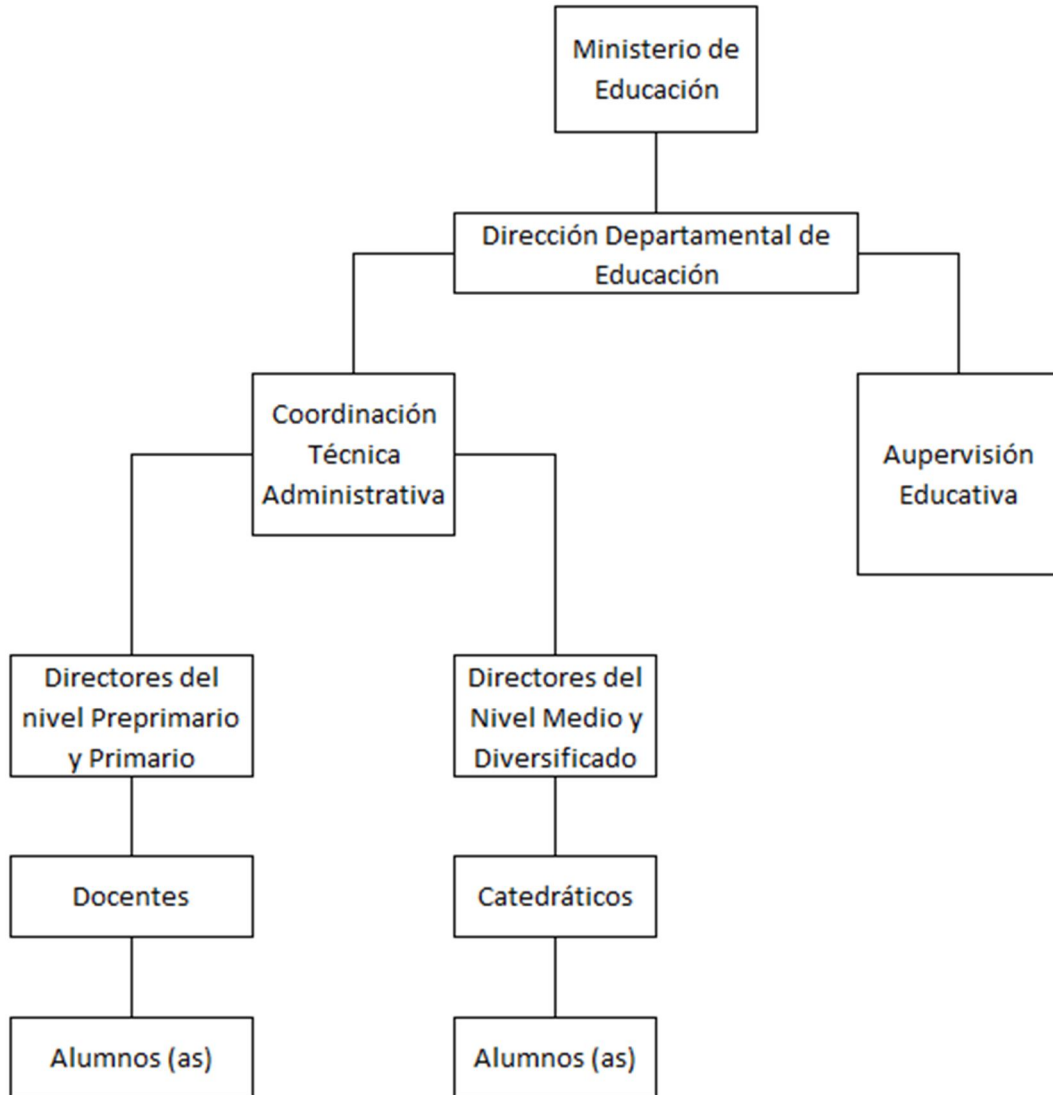 Ministerio de
Educación
Dirección Departamental de
Educación
Coordinación
Técnica
Administrativa
Aupervisión
Educativa
Directores del
nivel Preprimario
y Primario
Directores del
Nivel Medio y
Diversificado
Docentes
Catedráticos
Alumnos (as)
Alumnos (as)